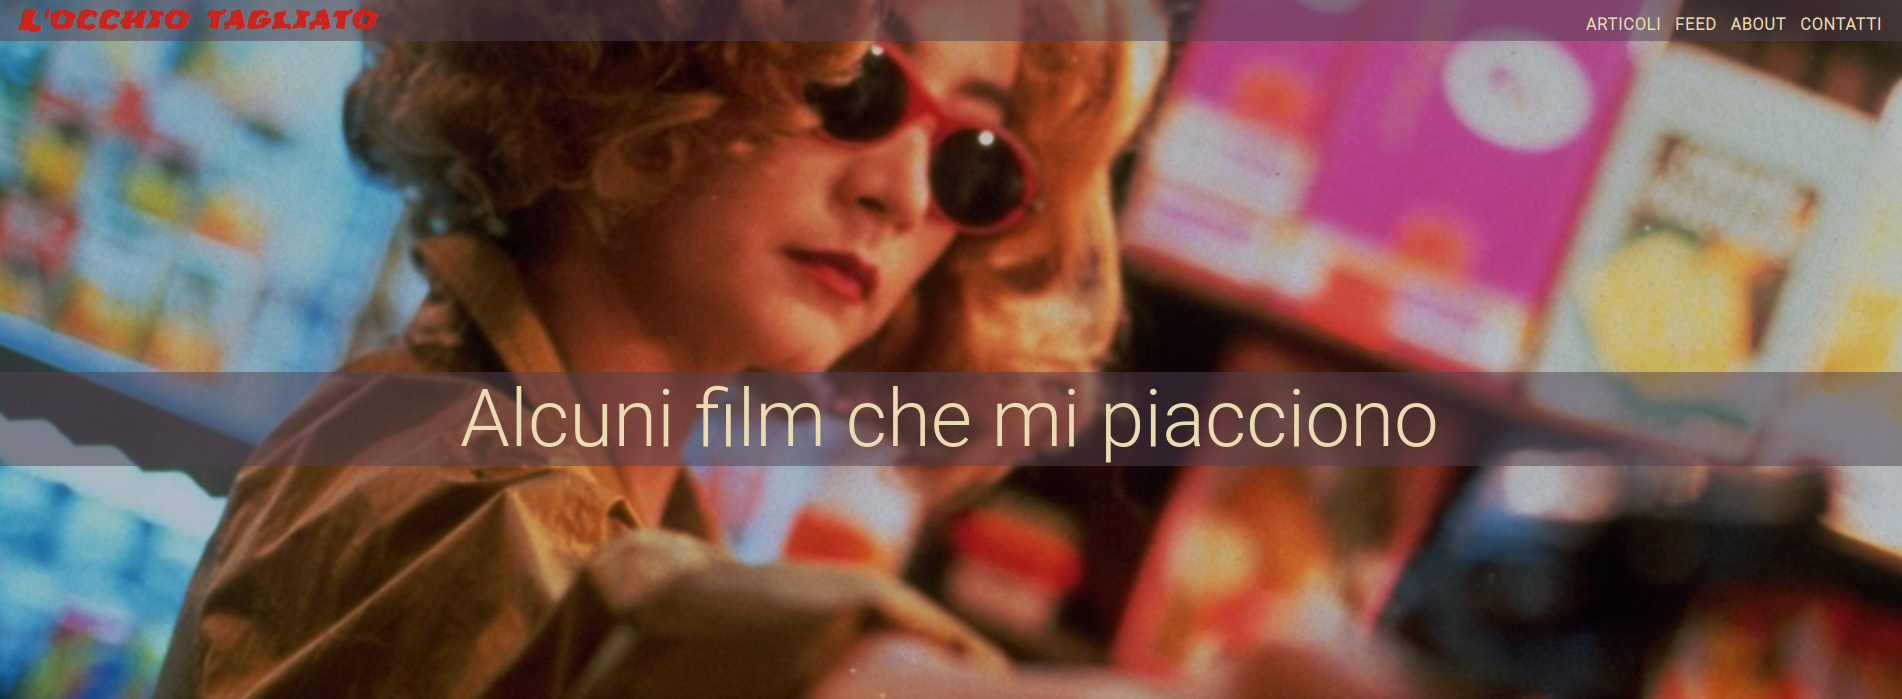 L'OCCHIO TAGLIATO
ARTICOLI FEED ABOUT CONTATTI
Alcuni film che mi piacciono